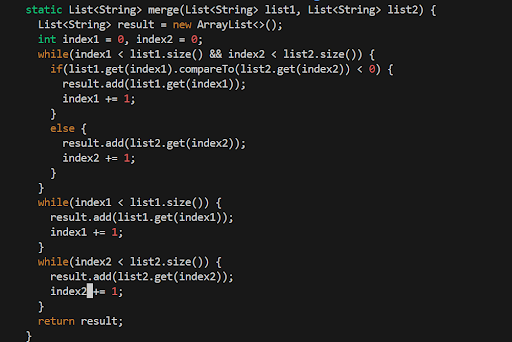 static List<String> merge(List<String> list1, List<String> list2) {
  List<String> result = new ArrayList<>();
  int index1 = 0, index2 = 0;
  while(index1 < list1.size() && index2 < list2.size()) {
    if(list1.get(index1).compareTo(list2.get(index2)) < 0) {
      result.add(list1.get(index1));
      index1 += 1;
    }
    else {
      result.add(list2.get(index2));
      index2 += 1;
    }
  }
  while(index1 < list1.size()) {
    result.add(list1.get(index1));
    index1 += 1;
  }
  while(index2 < list2.size()) {
    result.add(list2.get(index2));
    index2 += 1;
  }
  return result;
}